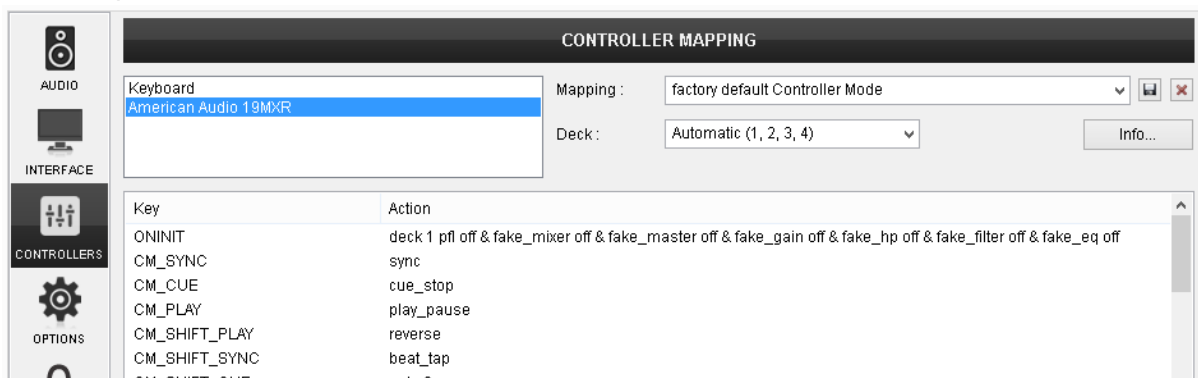 CONTROLLER MAPPING
AUDIO
INTERFACE
CONTROLLERS
OPTIONS
Keyboard
American Audio 19MXR
Mapping :
factory default Controller Mode
Deck :
Automatic (1, 2, 3, 4)
Info...
Key Action
ONINIT deck 1 pfl off & fake_mixer off & fake_master off & fake_gain off & fake_hp off & fake_filter off & fake_eq off
CM_SYNC sync
CM_CUE cue_stop
CM_PLAY play_pause
CM_SHIFT_PLAY reverse
CM_SHIFT_SYNC beat_tap